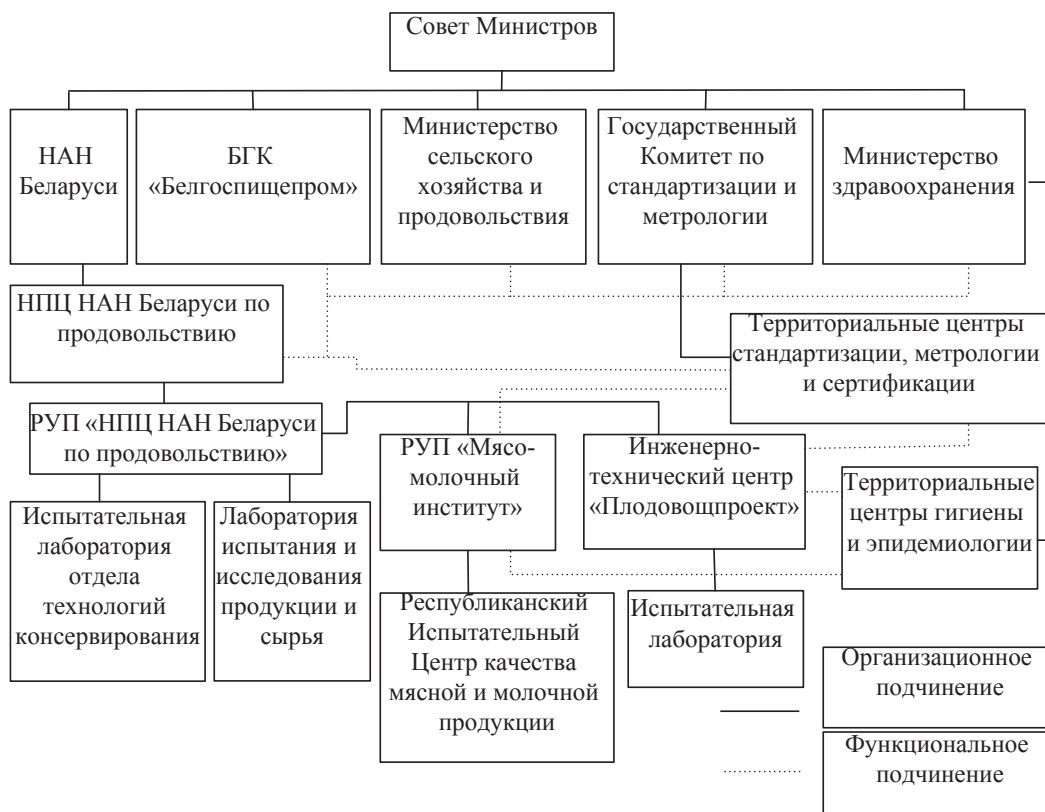 Совет Министров
НАН
Беларуси
БГК
«Белгоспищепром»
Министерство
сельского
хозяйства и
продовольствия
Государственный
Комитет по
стандартизации и
метрологии
Министерство
здравоохранения
НПЦ НАН Беларуси по
продовольствию
Территориальные центры
стандартизации, метрологии
и сертификации
РУП «НПЦ НАН Беларуси
по продовольствию»
РУП «Мясо-
молочный
институт»
Инженерно-
технический центр
«Плодовощпроект»
Территориальные
центры гигиены
и эпидемиологии
Испытательная
лаборатория
отдела
технологий
консервирования
Лаборатория
испытания и
исследования
продукции и
сырья
Республиканский
Испытательный
Центр качества
мясной и молочной
продукции
Испытательная
лаборатория
Организационное
подчинение
Функциональное
подчинение